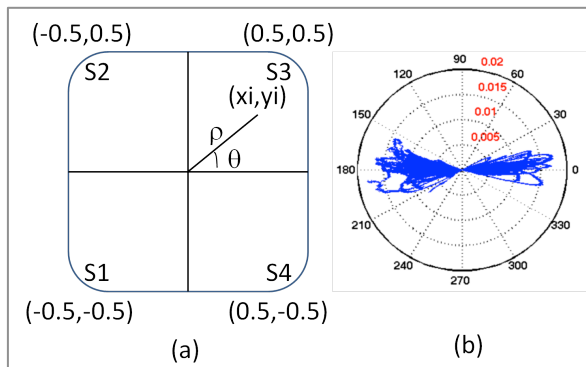 (-0.5,0.5) (0.5,0.5)
S2 S3
(xi,yi)
ρ
θ
S1 S4
(-0.5,-0.5) (0.5,-0.5)
(a)
90
0.02
120 60
0.015
0.01
150 30
0.005
180 0
210 330
240 300
270
(b)